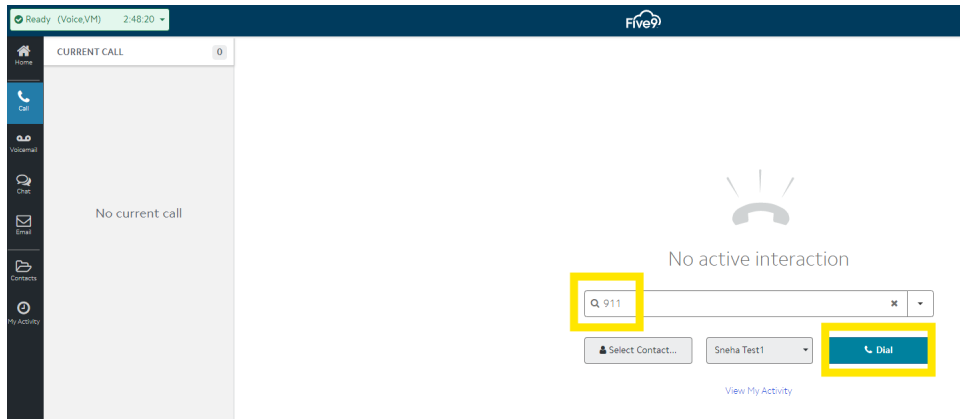 Ready (Voice,VM) 2:48:20
Five9
Home
CURRENT CALL 0
Call
Voicemail
Chat
Email
Contacts
My Activity
No current call
No active interaction
911
Select Contact...
Sneha Test1
Dial
View My Activity